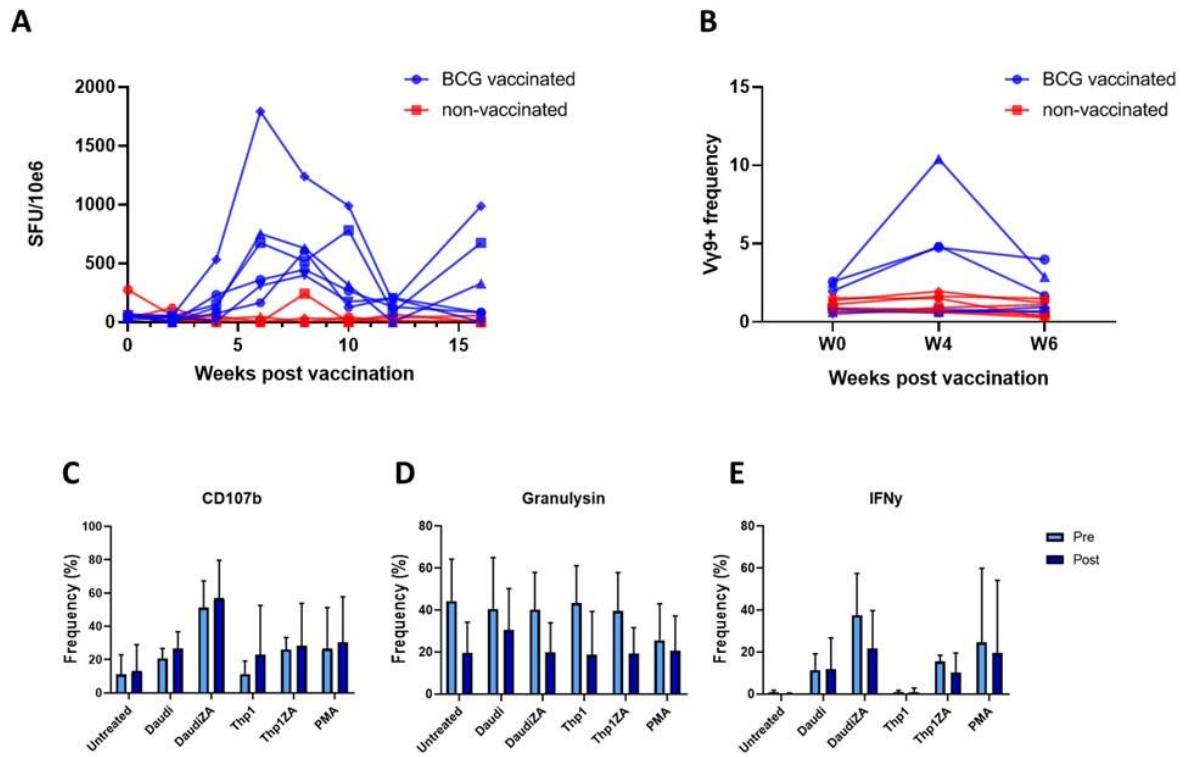 A
BCG vaccinated
non-vaccinated
2000
1500
1000
500
0
SFU/10e6
0
5
10
15
Weeks post vaccination
B
BCG vaccinated
non-vaccinated
15
10
5
0
Vγ9+ frequency
W0
W4
W6
Weeks post vaccination
C
CD107b
100
80
60
40
20
0
Frequency (%)
Untreated
Daudi
DaudiZA
Thp1
Thp1ZA
PMA
D
Granulysin
80
60
40
20
0
Frequency (%)
Untreated
Daudi
DaudiZA
Thp1
Thp1ZA
PMA
E
IFNy
80
60
40
20
0
Frequency (%)
Untreated
Daudi
DaudiZA
Thp1
Thp1ZA
PMA
Pre
Post